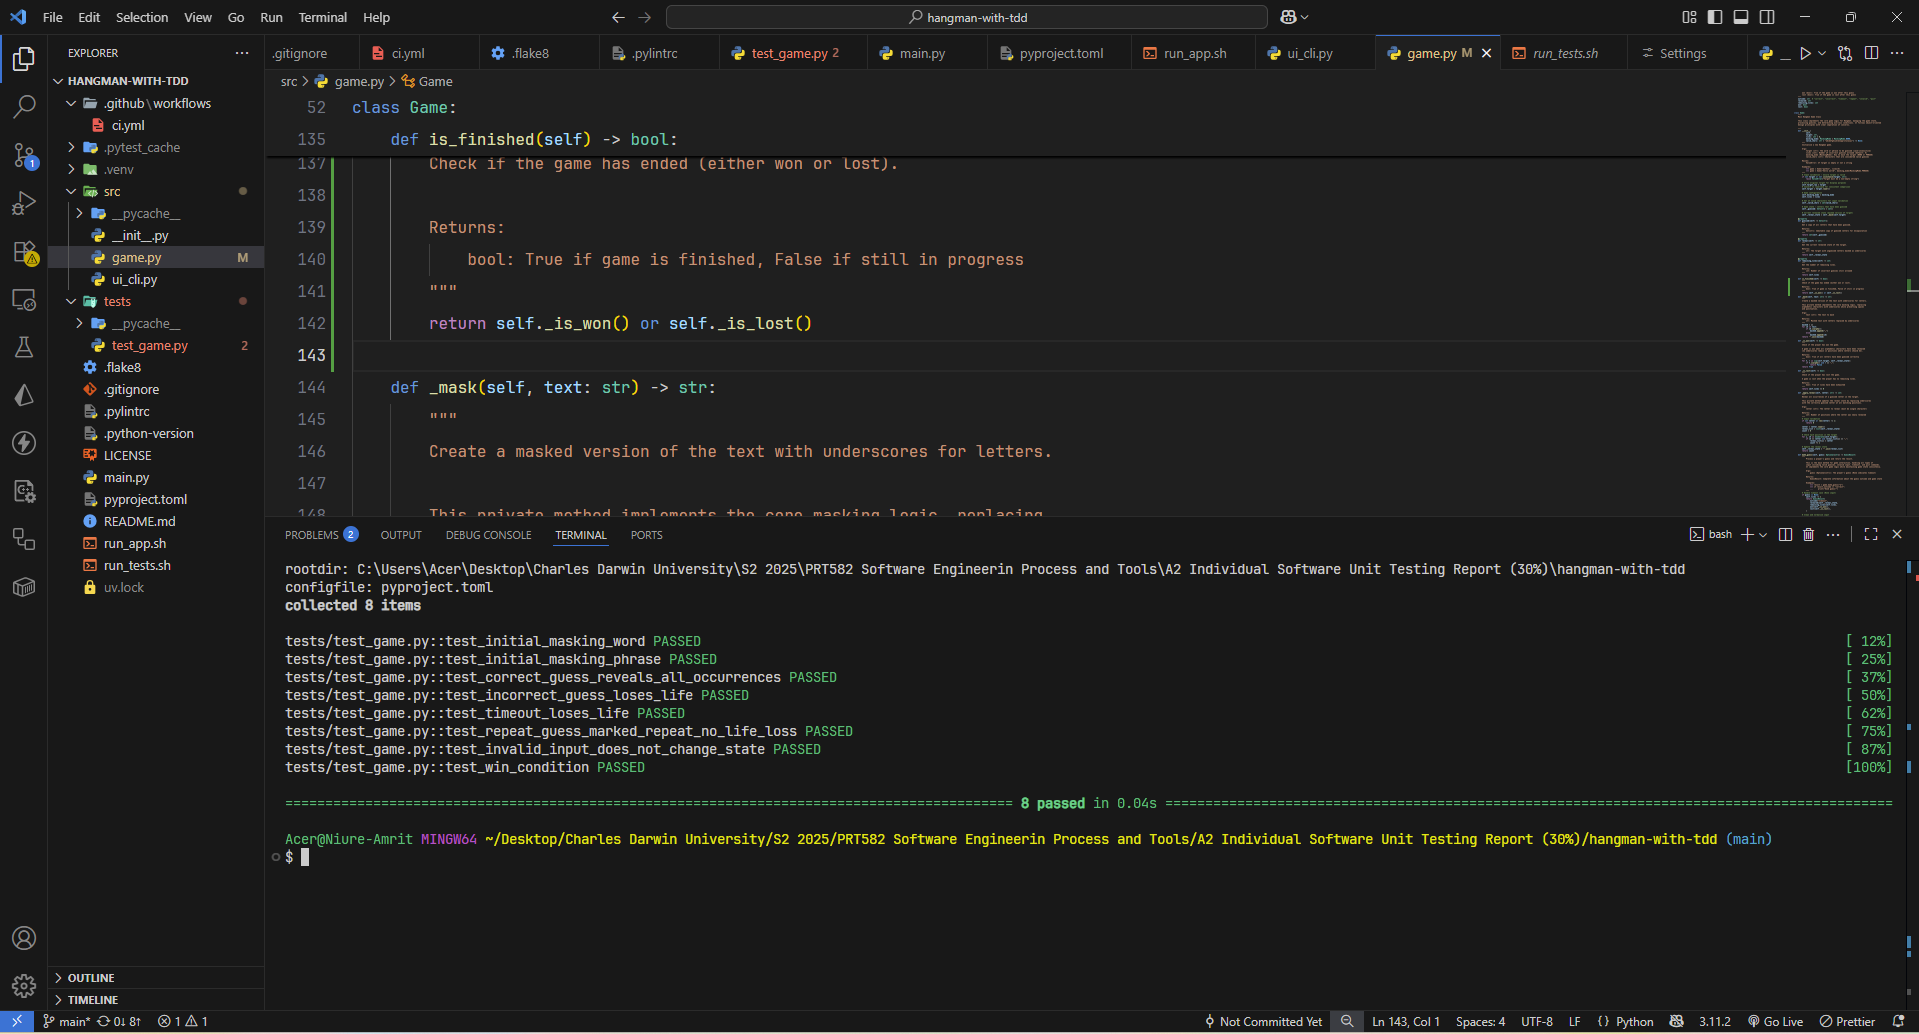 File Edit Selection View Go Run Terminal Help
hangman-with-tdd
EXPLORER
.gitignore
ci.yml
.flake8
.pylintrc
test_game.py 2
main.py
pyproject.toml
run_app.sh
ui_cli.py
game.py M
run_tests.sh
Settings
HANGMAN-WITH-TDD
.github\workflows
ci.yml
.pytest_cache
.venv
src
__pycache__
__init__.py
game.py M
ui_cli.py
tests
__pycache__
test_game.py 2
.flake8
.gitignore
.pylintrc
.python-version
LICENSE
main.py
pyproject.toml
README.md
run_app.sh
run_tests.sh
uv.lock
OUTLINE
TIMELINE
1
src > game.py > Game
52 class Game:
135 def is_finished(self) -> bool:
137 Check if the game has ended (either won or lost).
138
139 Returns:
140 bool: True if game is finished, False if still in progress
141 """
142 return self._is_won() or self._is_lost()
143
144 def _mask(self, text: str) -> str:
145 """
146 Create a masked version of the text with underscores for letters.
147
148 This private method implements the core masking logic, replacing
PROBLEMS 2 OUTPUT DEBUG CONSOLE TERMINAL PORTS
bash
rootdir: C:\Users\Acer\Desktop\Charles Darwin University\S2 2025\PRT582 Software Engineerin Process and Tools\A2 Individual Software Unit Testing Report (30%)\hangman-with-tdd
configfile: pyproject.toml
collected 8 items
tests/test_game.py::test_initial_masking_word PASSED [ 12%]
tests/test_game.py::test_initial_masking_phrase PASSED [ 25%]
tests/test_game.py::test_correct_guess_reveals_all_occurrences PASSED [ 37%]
tests/test_game.py::test_incorrect_guess_loses_life PASSED [ 50%]
tests/test_game.py::test_timeout_loses_life PASSED [ 62%]
tests/test_game.py::test_repeat_guess_marked_repeat_no_life_loss PASSED [ 75%]
tests/test_game.py::test_invalid_input_does_not_change_state PASSED [ 87%]
tests/test_game.py::test_win_condition PASSED [100%]
8 passed in 0.04s
Acer@Niure-Amrit MINGW64 ~/Desktop/Charles Darwin University/S2 2025/PRT582 Software Engineerin Process and Tools/A2 Individual Software Unit Testing Report (30%)/hangman-with-tdd (main)
$
main* 0↓ 8↑ 1 1
Not Committed Yet Ln 143, Col 1 Spaces: 4 UTF-8 LF {} Python 3.11.2 Go Live Prettier